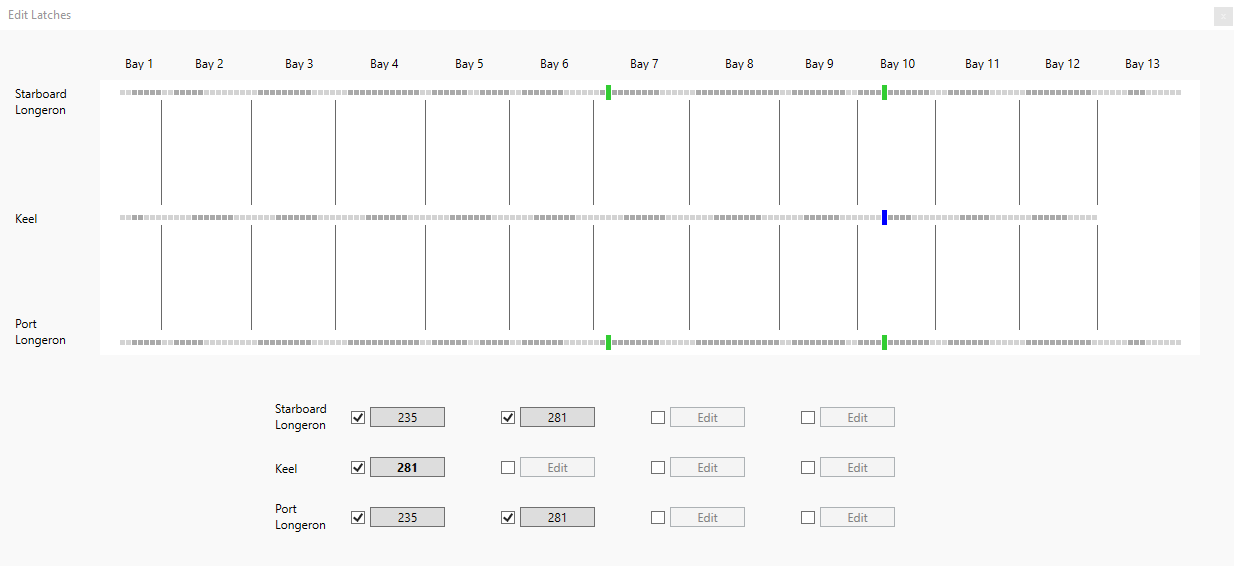 Edit Latches
Bay 1 Bay 2 Bay 3 Bay 4 Bay 5 Bay 6 Bay 7 Bay 8 Bay 9 Bay 10 Bay 11 Bay 12 Bay 13
Starboard
Longeron
Keel
Port
Longeron
Starboard
Longeron
235 281 Edit Edit
Keel
281 Edit Edit Edit
Port
Longeron
235 281 Edit Edit